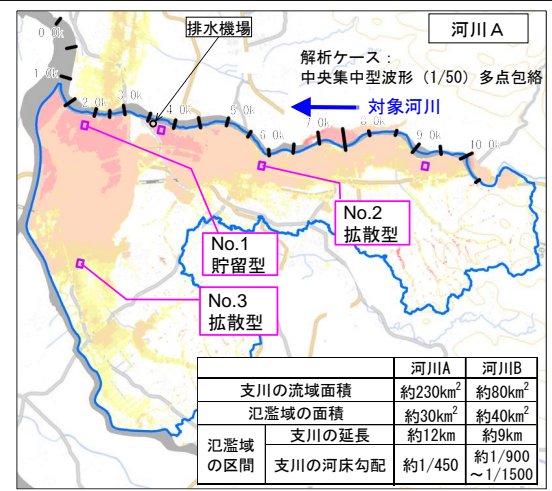 河川A
排水機場
解析ケース：
中央集中型波形（1/50）多点包絡
対象河川
0.0k
1.0k
2.0k
3.0k
4.0k
6.0k
7.0k
9.0k
10.0k
No.1
貯留型
No.2
拡散型
No.3
拡散型
河川A 河川B
支川の流域面積 約230km² 約80km²
氾濫域の面積 約30km² 約40km²
氾濫域の区間 支川の延長 約12km 約9km
支川の河床勾配 約1/450 約1/900～1/1500